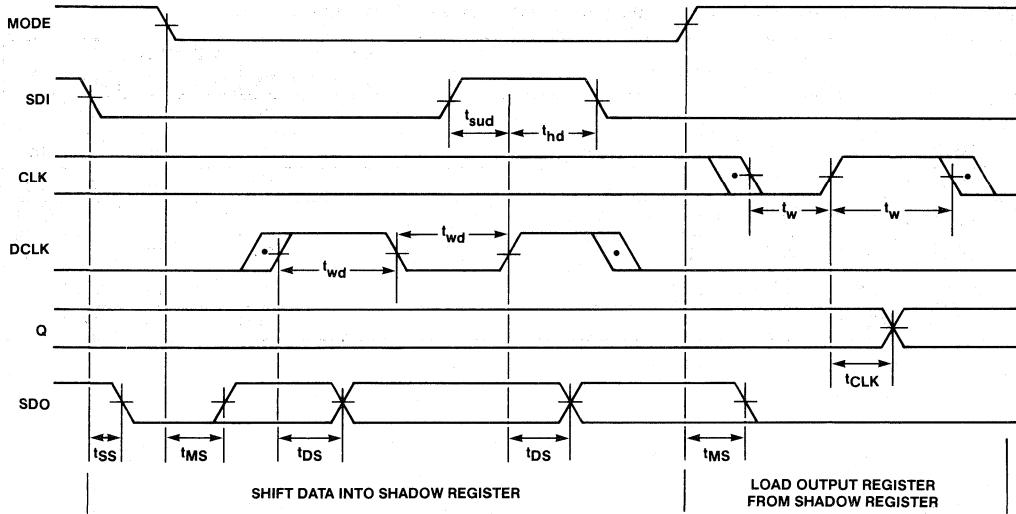 MODE
SDI
tsud
thd
CLK
tw
tw
DCLK
twd
twd
Q
tCLK
SDO
tSS
tMS
tDS
tDS
tMS
SHIFT DATA INTO SHADOW REGISTER
LOAD OUTPUT REGISTER
FROM SHADOW REGISTER